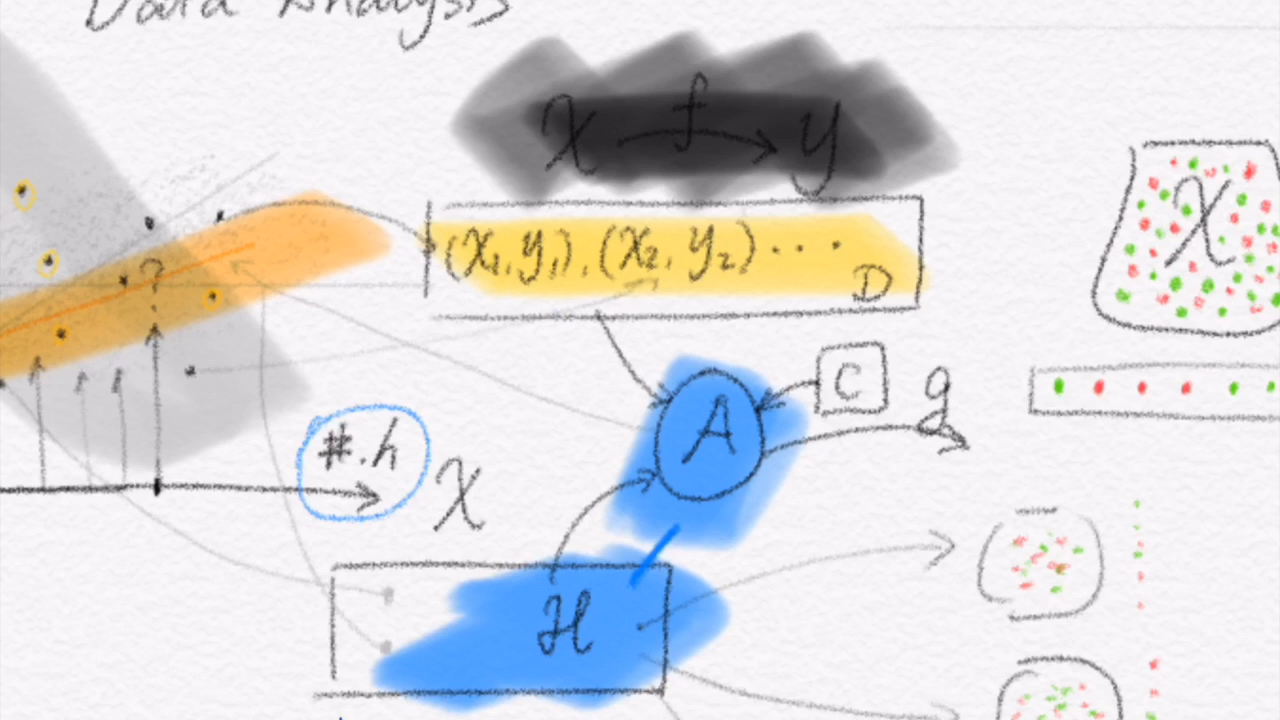 Data Analysis
X f y
(x1, y1), (x2, y2) ...
D
X
?
A
C
g
#.h
X
H